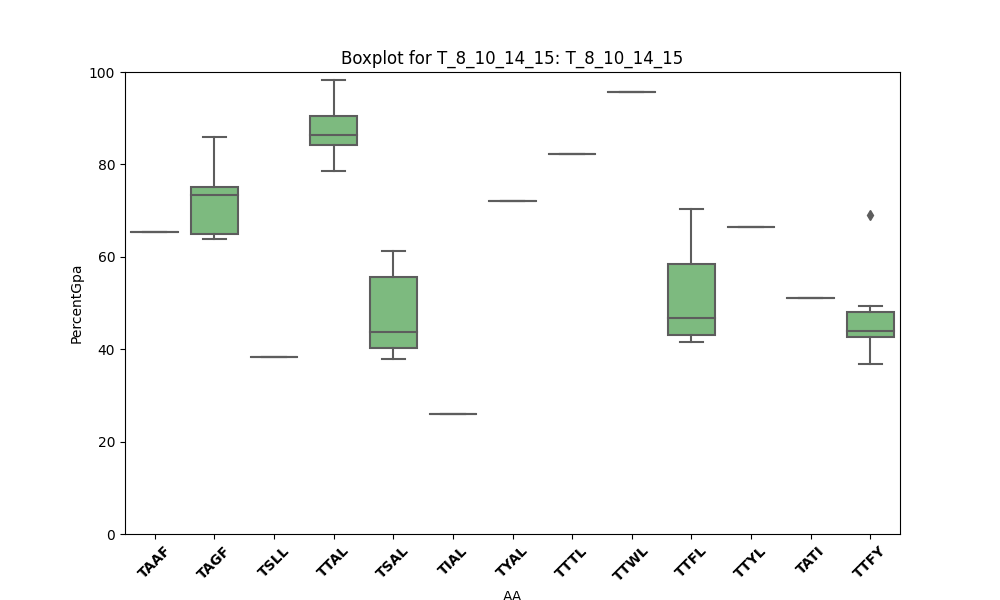 Boxplot for T_8_10_14_15: T_8_10_14_15
100
80
60
40
20
0
PercentGpa
TAAF
TAGF
TSLL
TTAL
TSAL
TIAL
TYAL
TTTL
TTWL
TTFL
TTYL
TATI
TTFY
AA